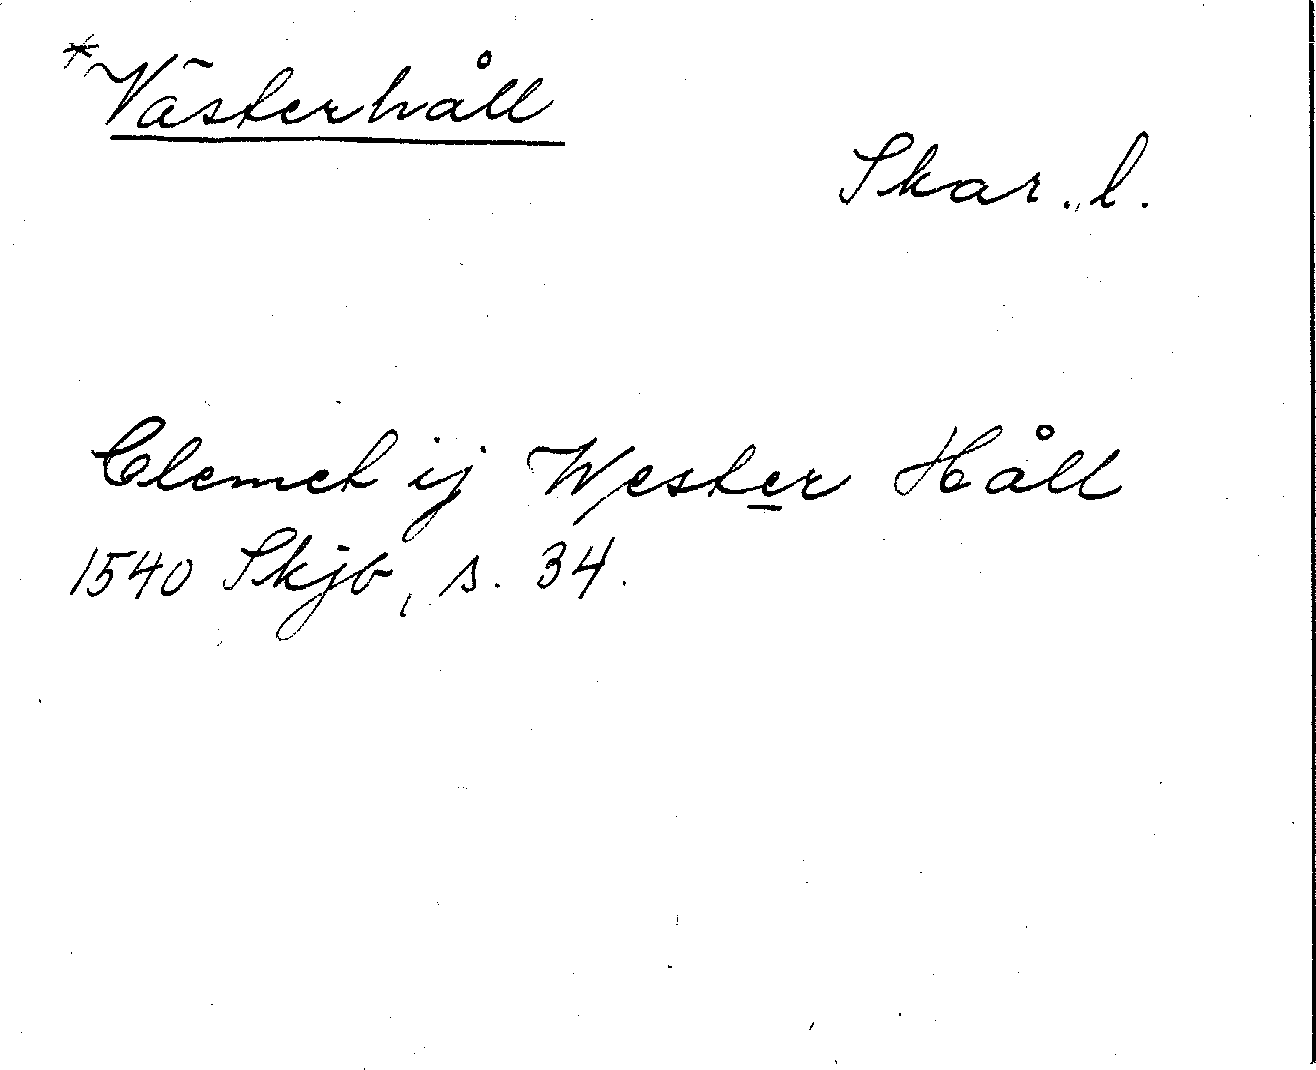 *Västerhåll
Skar. l.
Clemet ij Wester Håll
1540 Skjb, s. 34.